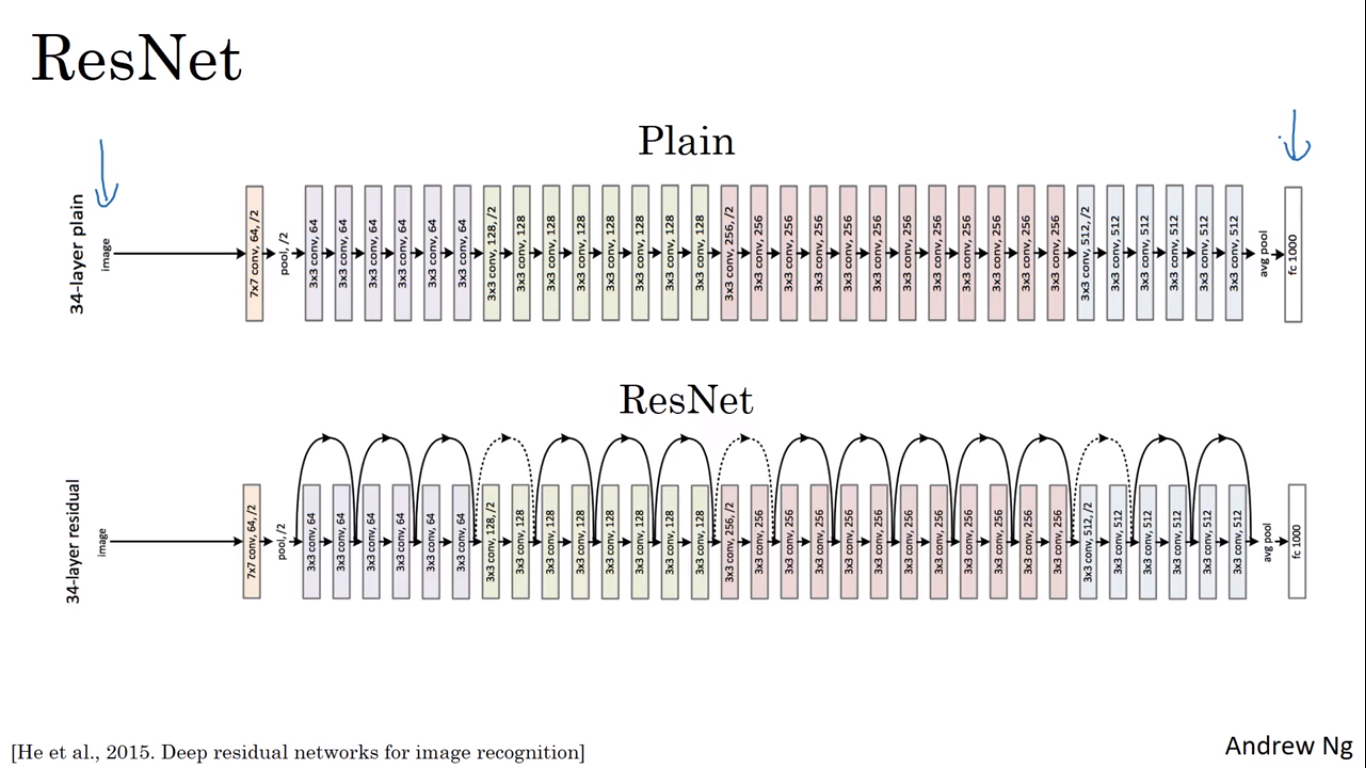 ResNet
Plain
34-layer plain
image
7x7 conv, 64, /2
pool, /2
3x3 conv, 64
3x3 conv, 64
3x3 conv, 64
3x3 conv, 64
3x3 conv, 64
3x3 conv, 64
3x3 conv, 128, /2
3x3 conv, 128
3x3 conv, 128
3x3 conv, 128
3x3 conv, 128
3x3 conv, 128
3x3 conv, 128
3x3 conv, 128
3x3 conv, 256, /2
3x3 conv, 256
3x3 conv, 256
3x3 conv, 256
3x3 conv, 256
3x3 conv, 256
3x3 conv, 256
3x3 conv, 256
3x3 conv, 256
3x3 conv, 256
3x3 conv, 256
3x3 conv, 256
3x3 conv, 512, /2
3x3 conv, 512
3x3 conv, 512
3x3 conv, 512
3x3 conv, 512
3x3 conv, 512
avg pool
fc 1000
ResNet
34-layer residual
image
7x7 conv, 64, /2
pool, /2
3x3 conv, 64
3x3 conv, 64
3x3 conv, 64
3x3 conv, 64
3x3 conv, 64
3x3 conv, 64
3x3 conv, 128, /2
3x3 conv, 128
3x3 conv, 128
3x3 conv, 128
3x3 conv, 128
3x3 conv, 128
3x3 conv, 128
3x3 conv, 128
3x3 conv, 256, /2
3x3 conv, 256
3x3 conv, 256
3x3 conv, 256
3x3 conv, 256
3x3 conv, 256
3x3 conv, 256
3x3 conv, 256
3x3 conv, 256
3x3 conv, 256
3x3 conv, 256
3x3 conv, 256
3x3 conv, 512, /2
3x3 conv, 512
3x3 conv, 512
3x3 conv, 512
3x3 conv, 512
3x3 conv, 512
avg pool
fc 1000
[He et al., 2015. Deep residual networks for image recognition]
Andrew Ng